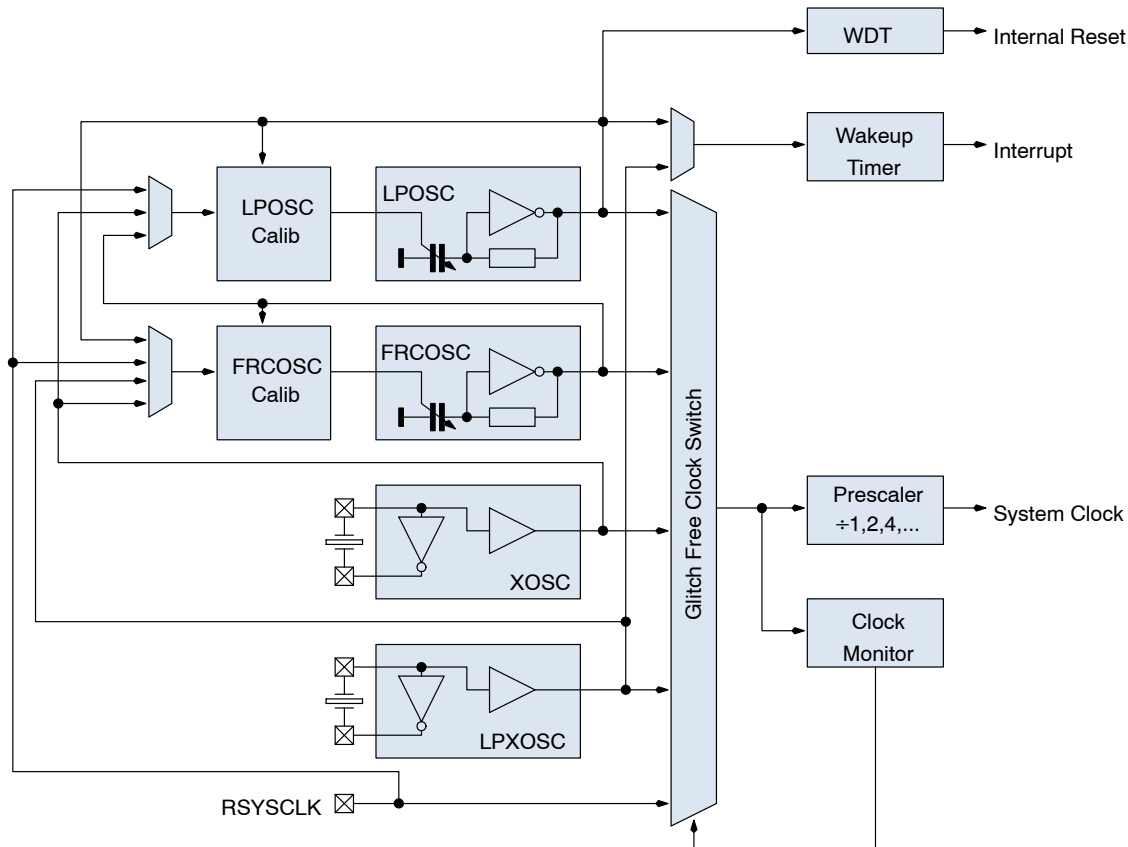 WDT
Internal Reset
Wakeup
Timer
Interrupt
LPOSC
Calib
LPOSC
FRCOSC
Calib
FRCOSC
Glitch Free Clock Switch
Prescaler
÷1,2,4,...
System Clock
XOSC
Clock
Monitor
LPXOSC
RSYSCLK